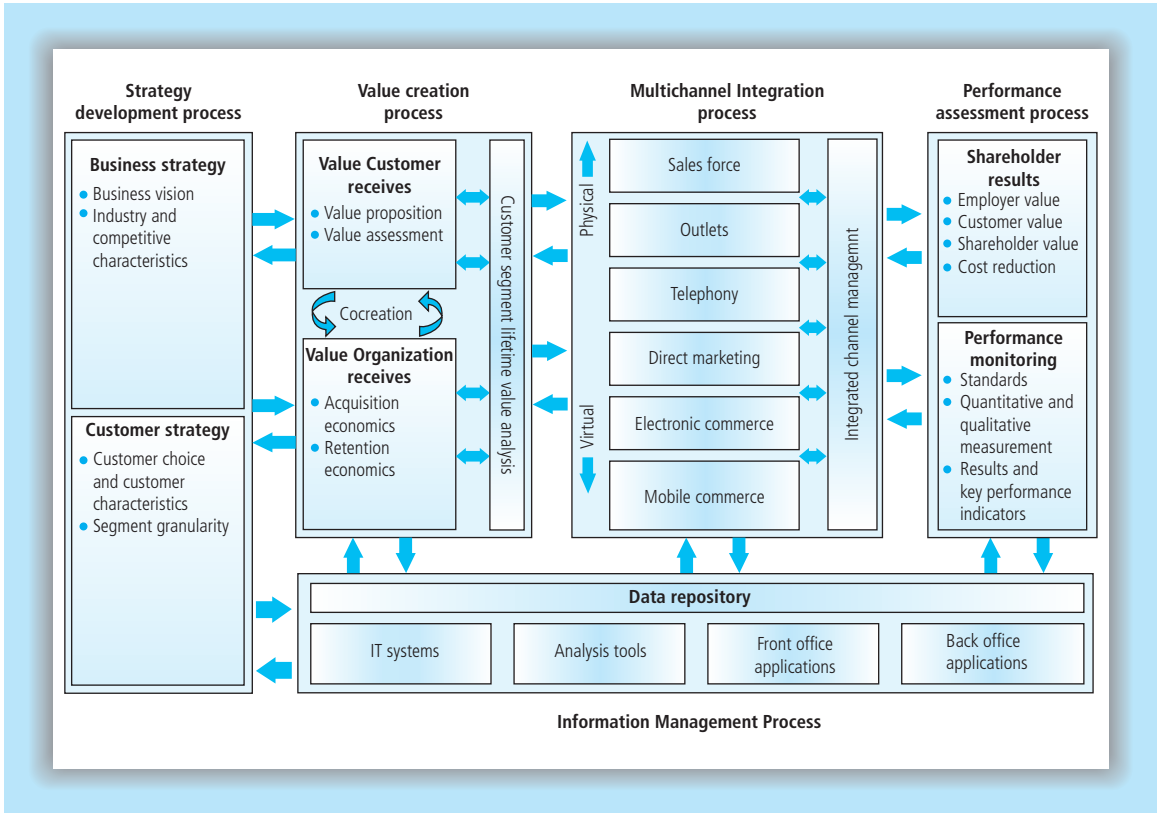 Strategy
development process
Value creation
process
Multichannel Integration
process
Performance
assessment process
Business strategy
Business vision
Industry and
competitive
characteristics
Customer strategy
Customer choice
and customer
characteristics
Segment granularity
Value Customer
receives
Value proposition
Value assessment
Cocreation
Value Organization
receives
Acquisition
economics
Retention
economics
Customer segment lifetime value analysis
Physical
Virtual
Sales force
Outlets
Telephony
Direct marketing
Electronic commerce
Mobile commerce
Integrated channel managemnt
Shareholder
results
Employer value
Customer value
Shareholder value
Cost reduction
Performance
monitoring
Standards
Quantitative and
qualitative
measurement
Results and
key performance
indicators
Data repository
IT systems
Analysis tools
Front office
applications
Back office
applications
Information Management Process